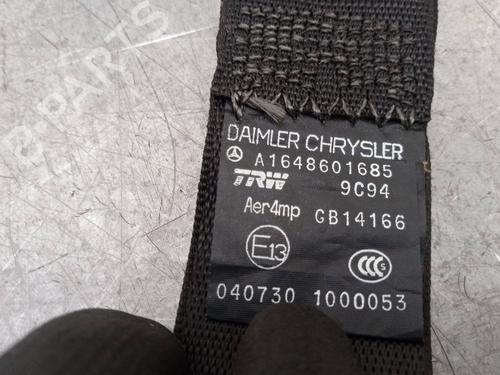 DAIMLER CHRYSLER
A1648601685
TRW 9C94
Aer4mp GB14166
E13 CCC S
040730 1000053